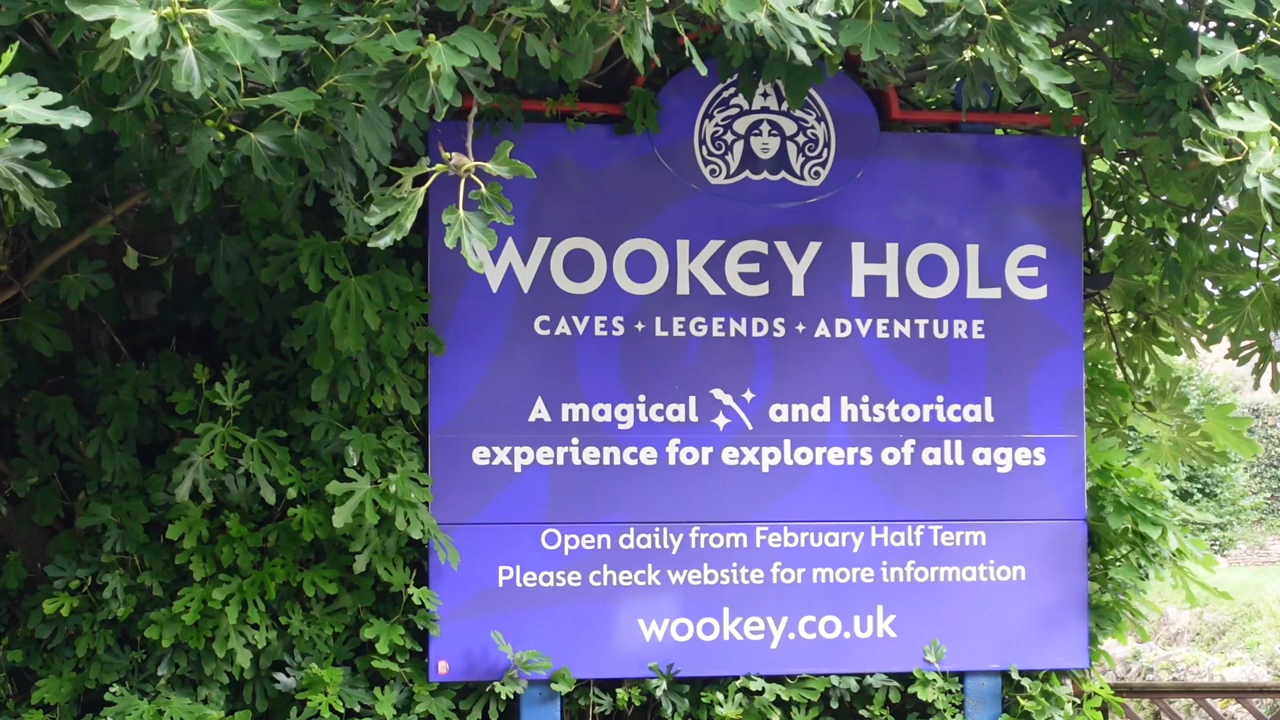 WOOKEY HOLE
CAVES ✦ LEGENDS ✦ ADVENTURE
A magical and historical
experience for explorers of all ages
Open daily from February Half Term
Please check website for more information
wookey.co.uk